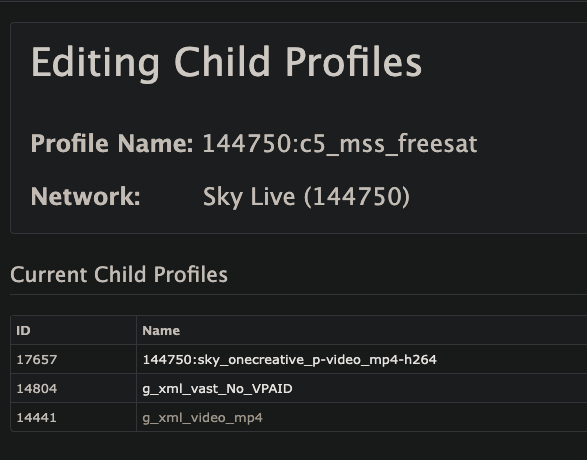 Editing Child Profiles
Profile Name: 144750:c5_mss_freesat
Network: Sky Live (144750)
Current Child Profiles
ID Name
17657 144750:sky_onecreative_p-video_mp4-h264
14804 g_xml_vast_No_VPAID
14441 g_xml_video_mp4